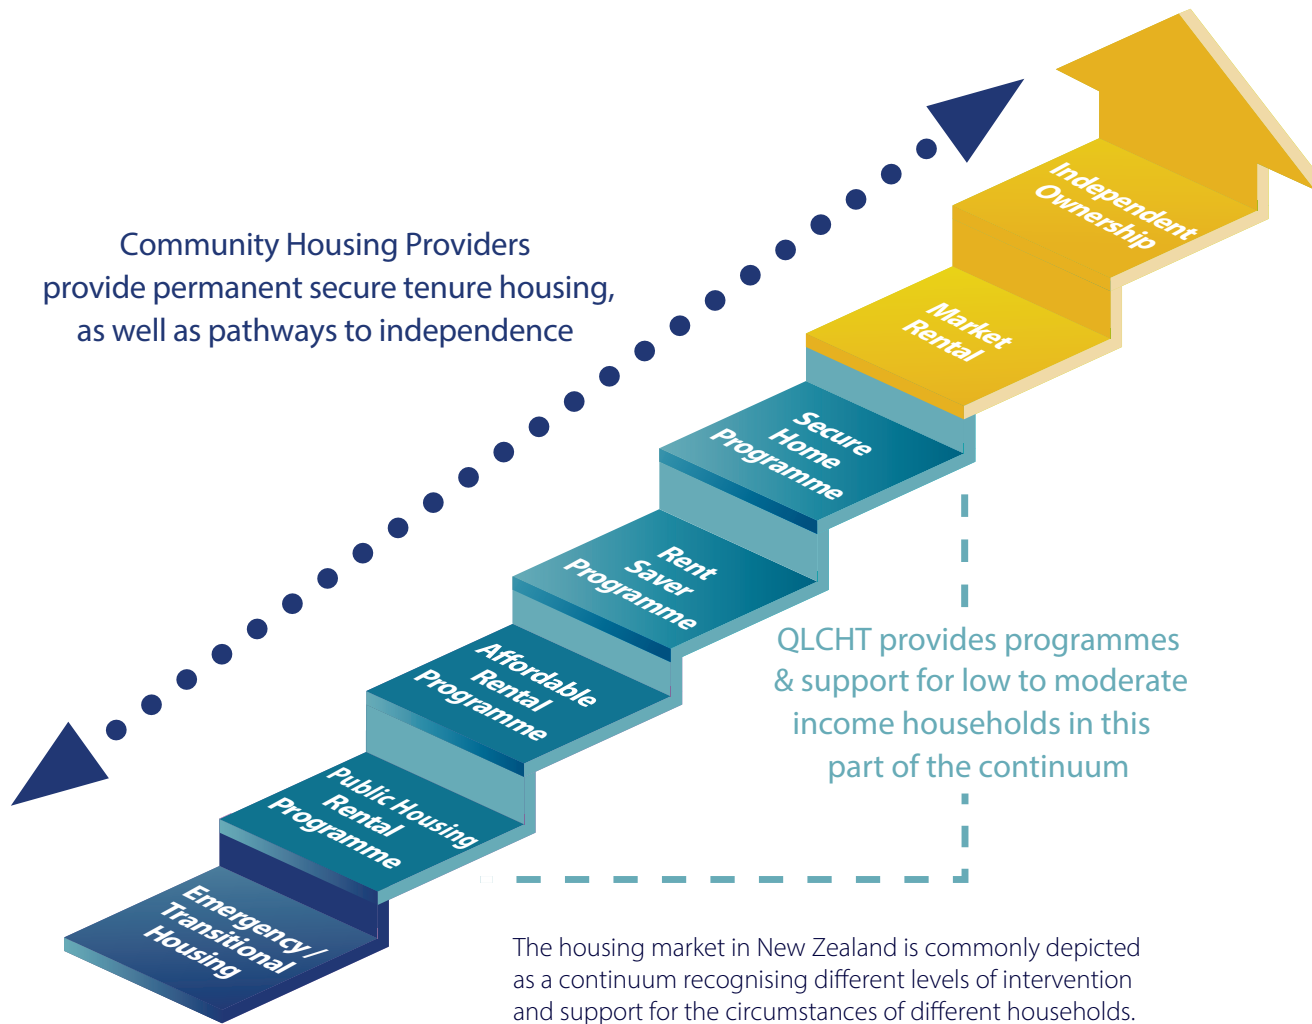 Community Housing Providers
provide permanent secure tenure housing,
as well as pathways to independence
Independent
Ownership
Market
Rental
Secure
Home
Programme
Rent
Saver
Programme
Affordable
Rental
Programme
Public Housing
Rental
Programme
Emergency /
Transitional
Housing
QLCHT provides programmes
& support for low to moderate
income households in this
part of the continuum
The housing market in New Zealand is commonly depicted
as a continuum recognising different levels of intervention
and support for the circumstances of different households.